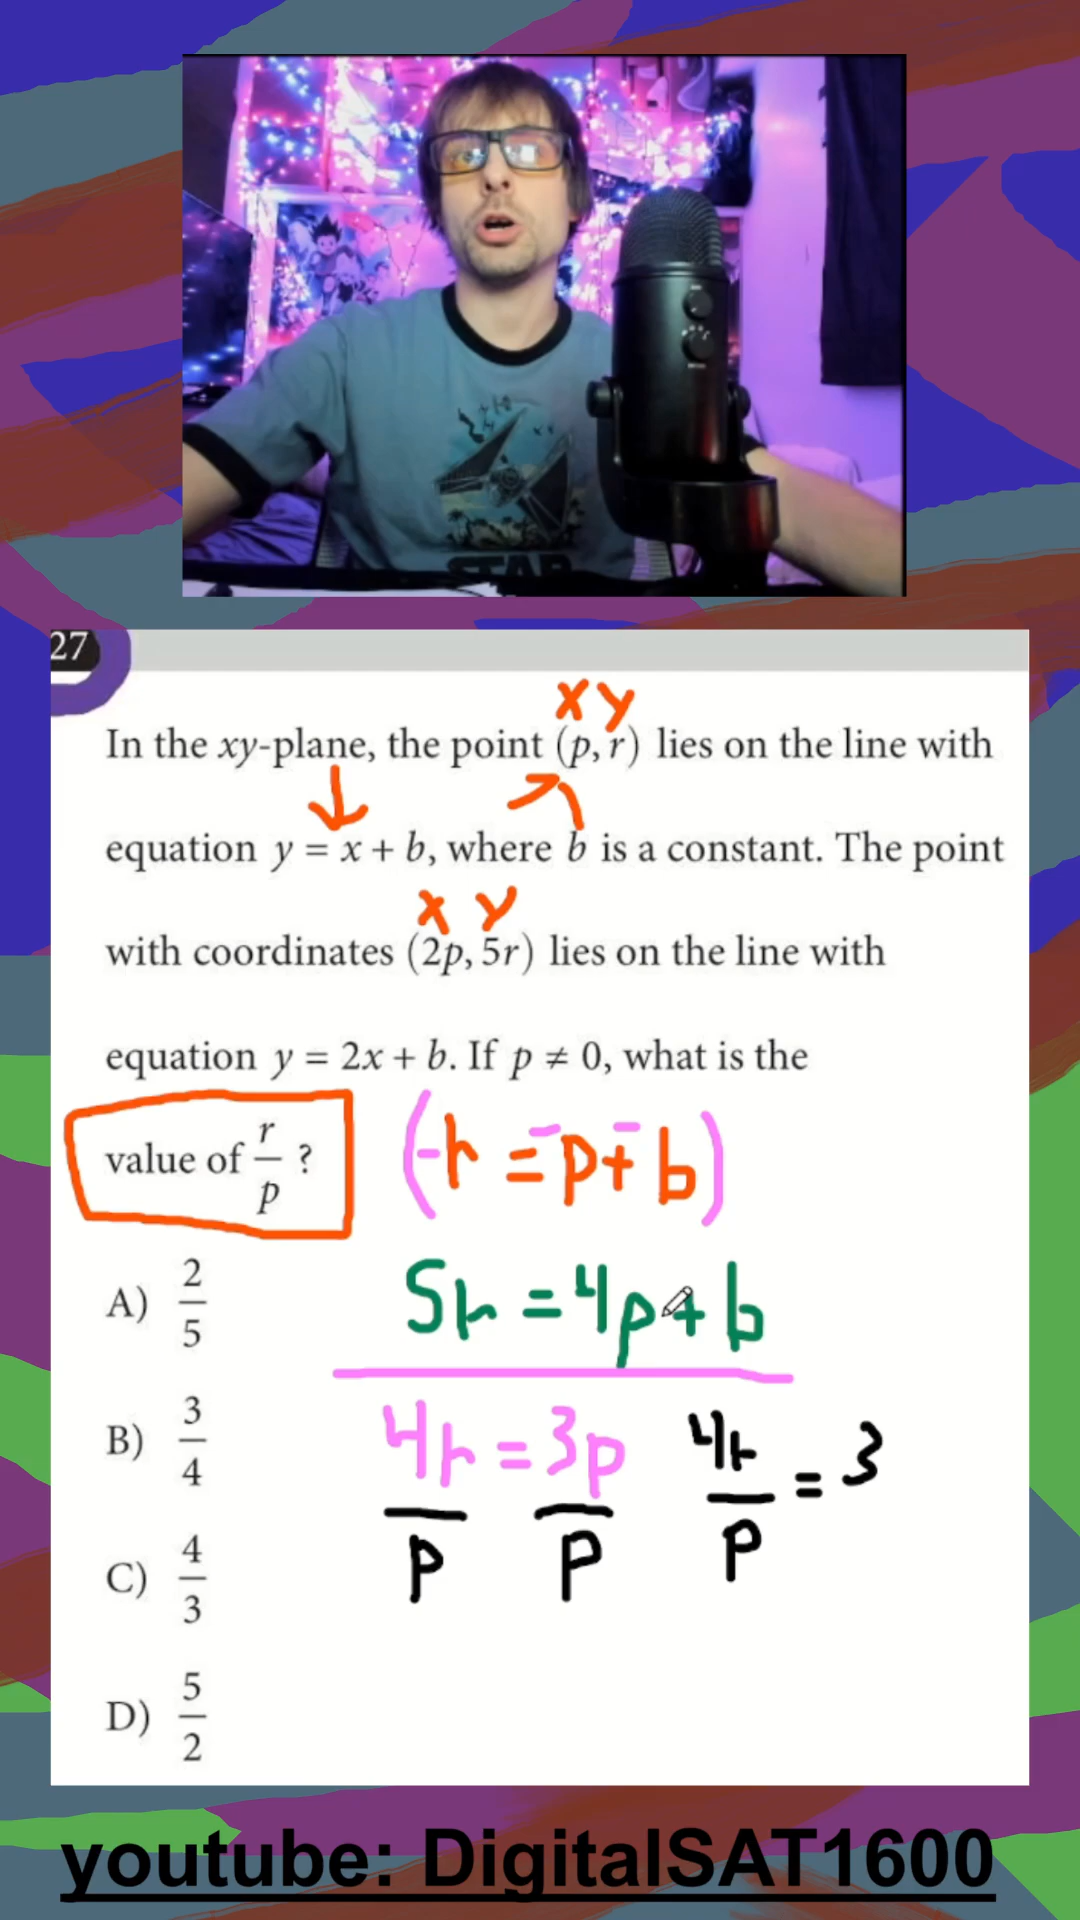 STAR
27
x y
In the xy-plane, the point (p, r) lies on the line with
equation y = x + b, where b is a constant. The point
x y
with coordinates (2p, 5r) lies on the line with
equation y = 2x + b. If p ≠ 0, what is the
value of r/p ?
(-r = -p + - b)
A) 2/5
5r = 4p + b
B) 3/4
4r/p = 3p/p
4r/p = 3
C) 4/3
D) 5/2
youtube: DigitalSAT1600